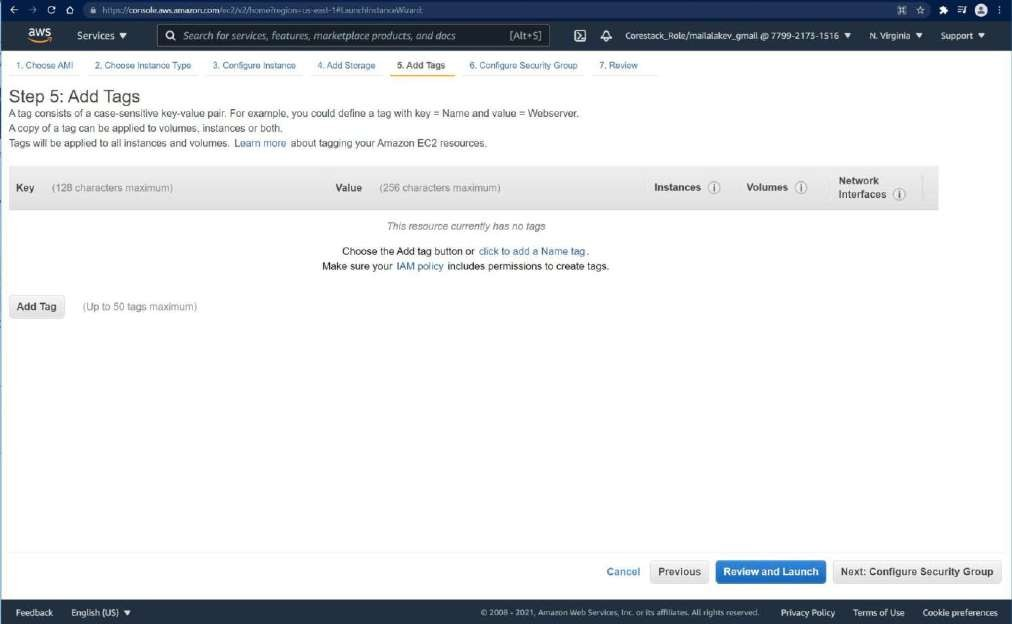 https://console.aws.amazon.com/ec2/v2/home?region=us-east-1#LaunchInstanceWizard:
aws Services Search for services, features, marketplace products, and docs [Alt+S] Corestack_Role/mailalakev_gmail @ 7799-2173-1516 N. Virginia Support
1. Choose AMI 2. Choose Instance Type 3. Configure Instance 4. Add Storage 5. Add Tags 6. Configure Security Group 7. Review
Step 5: Add Tags
A tag consists of a case-sensitive key-value pair. For example, you could define a tag with key = Name and value = Webserver.
A copy of a tag can be applied to volumes, instances or both.
Tags will be applied to all instances and volumes. Learn more about tagging your Amazon EC2 resources.
Key (128 characters maximum) Value (256 characters maximum) Instances i Volumes i Network Interfaces i
This resource currently has no tags
Choose the Add tag button or click to add a Name tag.
Make sure your IAM policy includes permissions to create tags.
Add Tag (Up to 50 tags maximum)
Cancel Previous Review and Launch Next: Configure Security Group
Feedback English (US) © 2008 - 2021, Amazon Web Services, Inc. or its affiliates. All rights reserved. Privacy Policy Terms of Use Cookie preferences